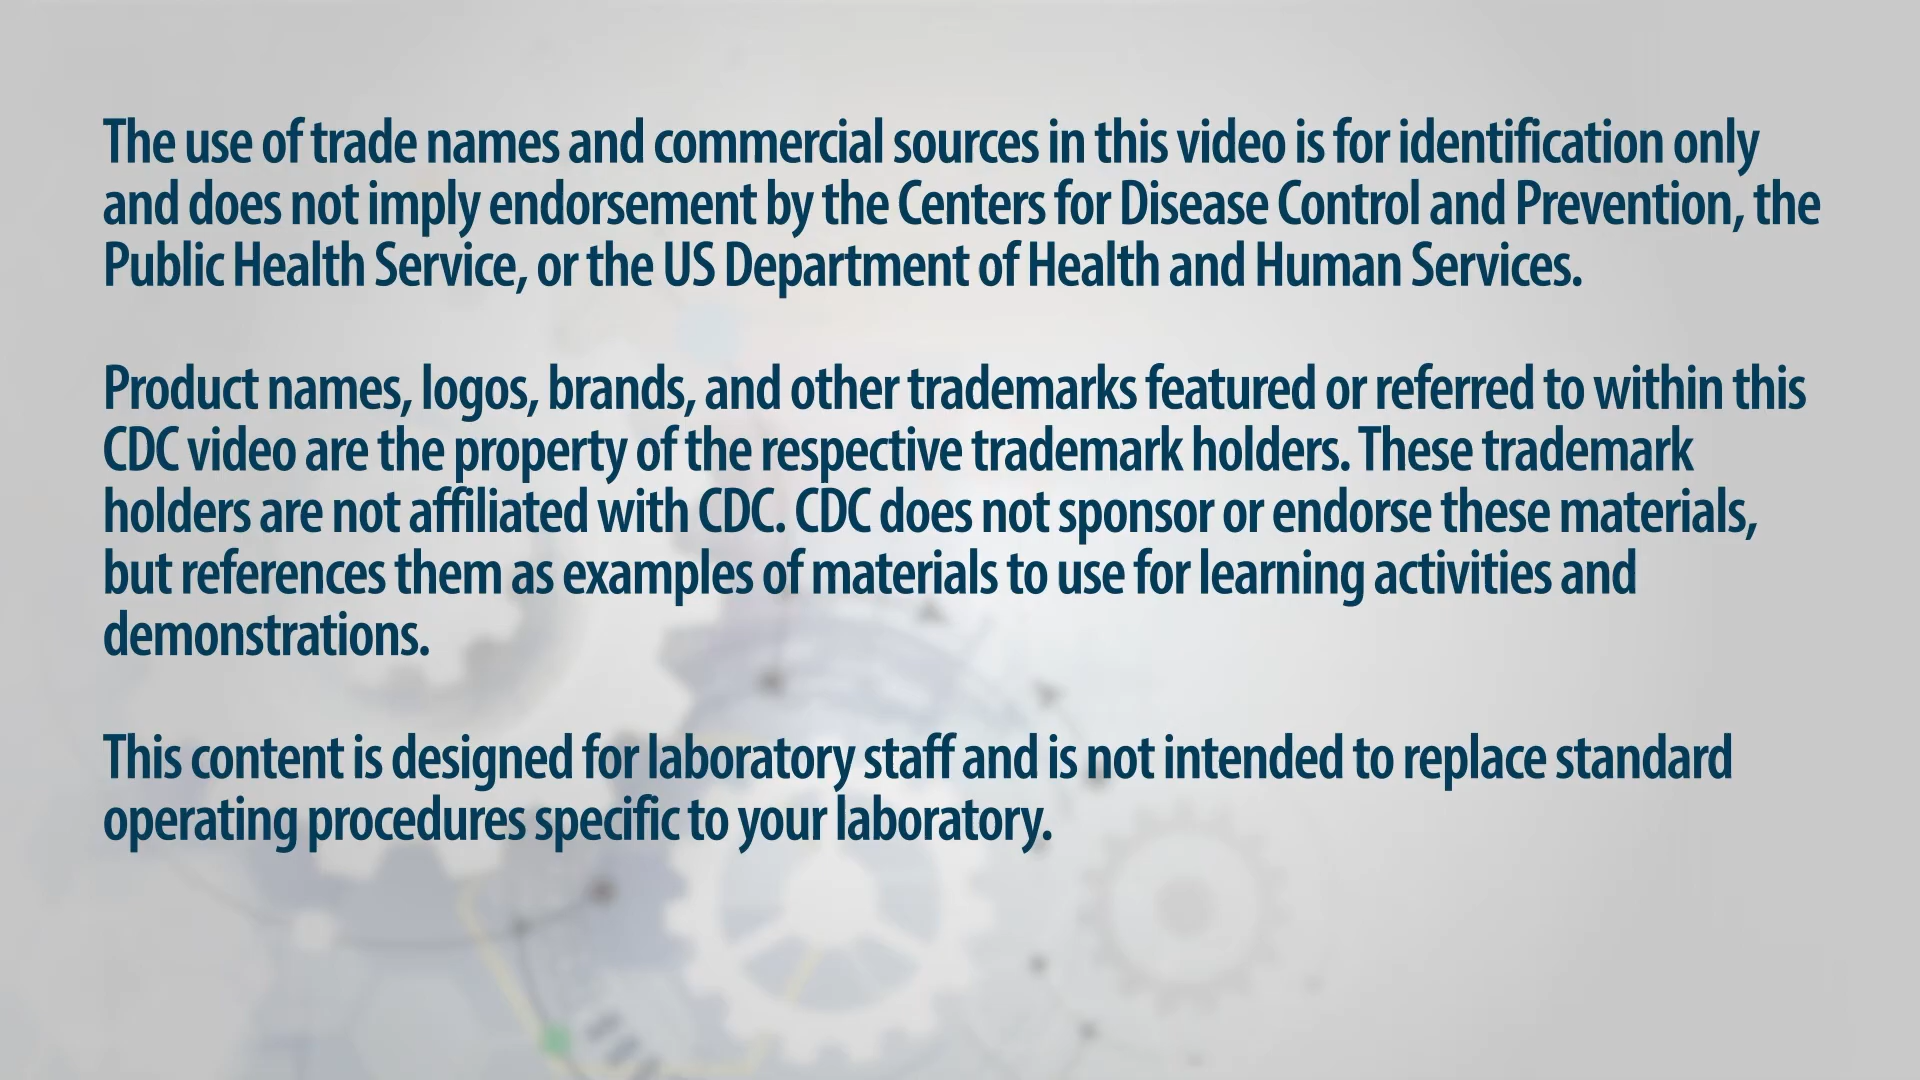 The use of trade names and commercial sources in this video is for identification only
and does not imply endorsement by the Centers for Disease Control and Prevention, the
Public Health Service, or the US Department of Health and Human Services.
Product names, logos, brands, and other trademarks featured or referred to within this
CDC video are the property of the respective trademark holders. These trademark
holders are not affiliated with CDC. CDC does not sponsor or endorse these materials,
but references them as examples of materials to use for learning activities and
demonstrations.
This content is designed for laboratory staff and is not intended to replace standard
operating procedures specific to your laboratory.